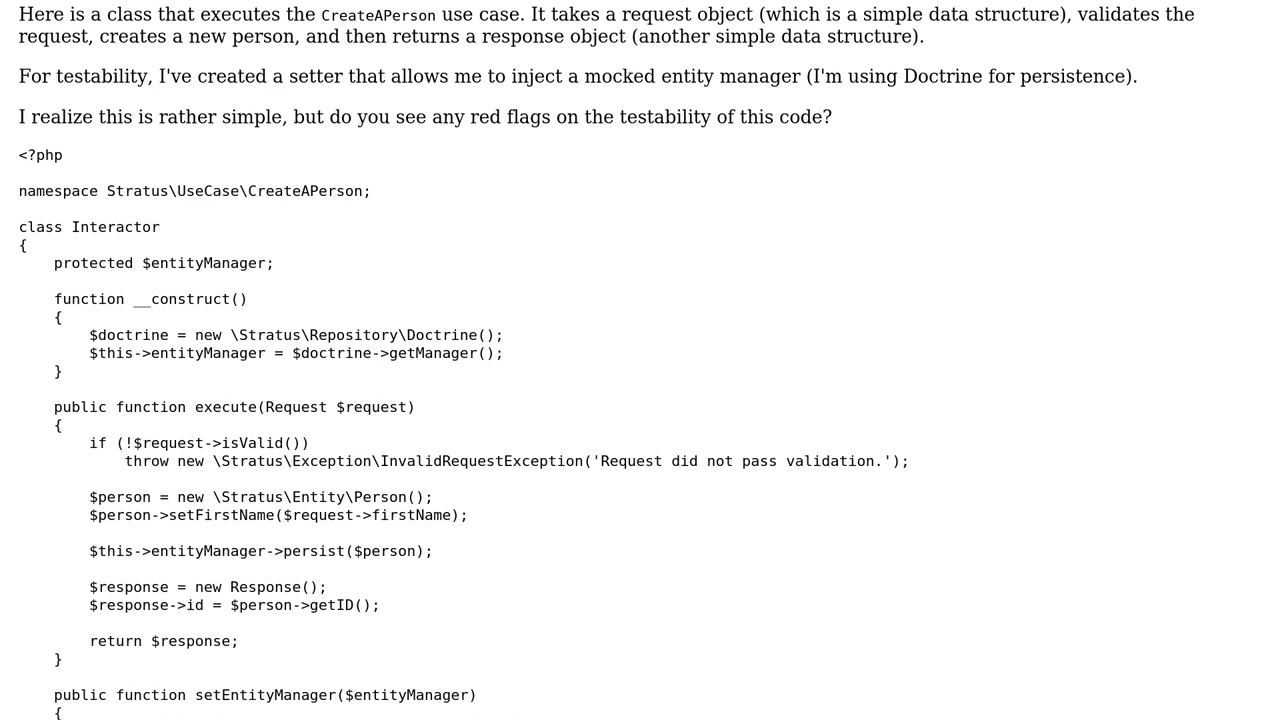 Here is a class that executes the CreateAPerson use case. It takes a request object (which is a simple data structure), validates the
request, creates a new person, and then returns a response object (another simple data structure).
For testability, I've created a setter that allows me to inject a mocked entity manager (I'm using Doctrine for persistence).
I realize this is rather simple, but do you see any red flags on the testability of this code?
<?php
namespace Stratus\UseCase\CreateAPerson;
class Interactor
{
    protected $entityManager;
    function __construct()
    {
        $doctrine = new \Stratus\Repository\Doctrine();
        $this->entityManager = $doctrine->getManager();
    }
    public function execute(Request $request)
    {
        if (!$request->isValid())
            throw new \Stratus\Exception\InvalidRequestException('Request did not pass validation.');
        $person = new \Stratus\Entity\Person();
        $person->setFirstName($request->firstName);
        $this->entityManager->persist($person);
        $response = new Response();
        $response->id = $person->getID();
        return $response;
    }
    public function setEntityManager($entityManager)
    {